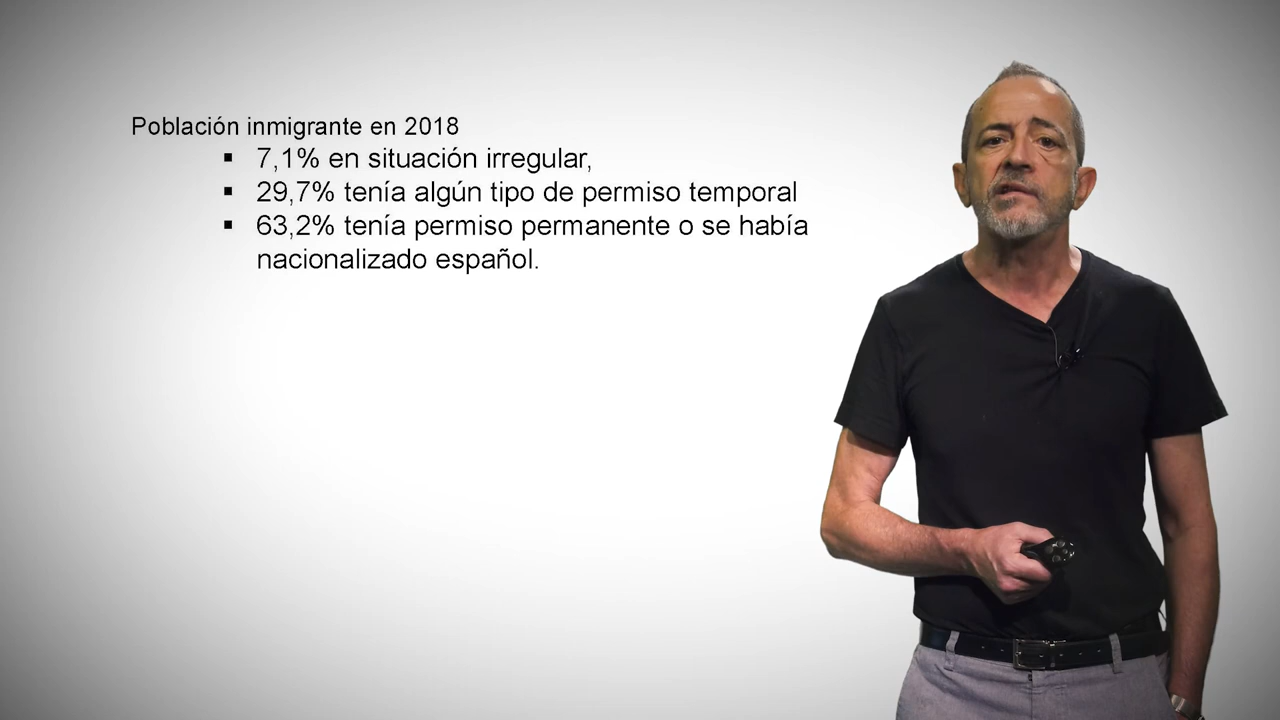 Población inmigrante en 2018
▪ 7,1% en situación irregular,
▪ 29,7% tenía algún tipo de permiso temporal
▪ 63,2% tenía permiso permanente o se había
nacionalizado español.